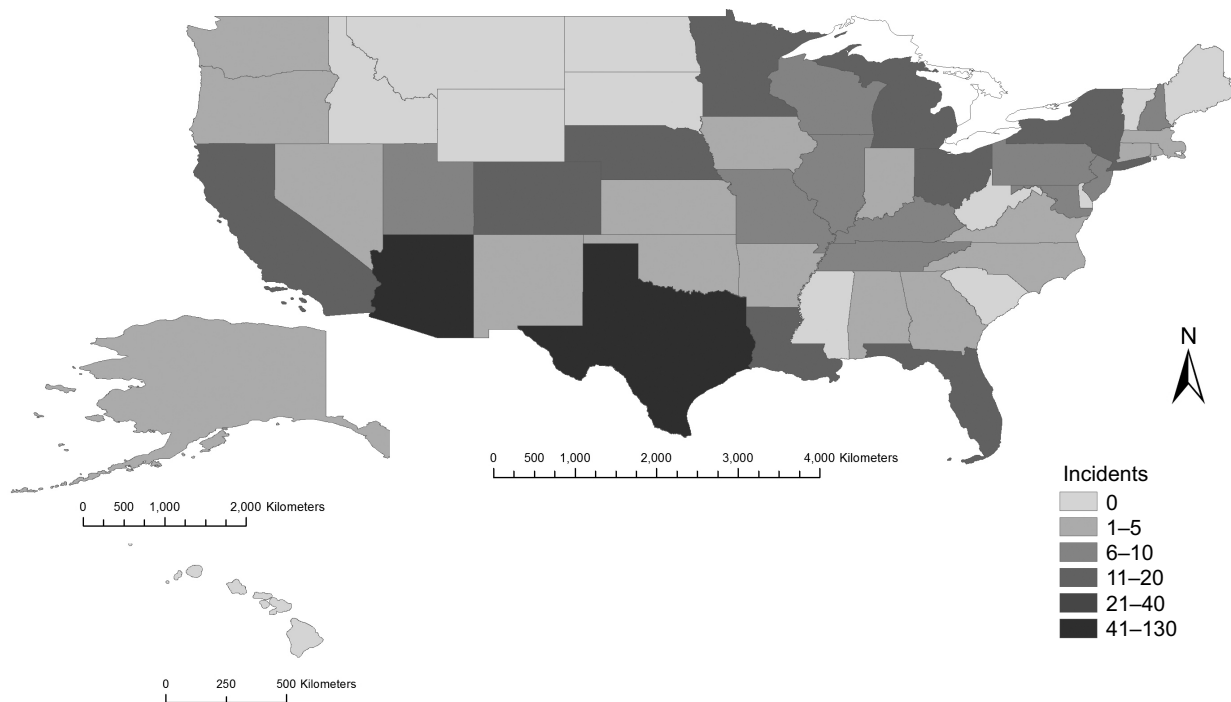 N
0 500 1,000 2,000 3,000 4,000 Kilometers
Incidents
0
1–5
6–10
11–20
21–40
41–130
0 500 1,000 2,000 Kilometers
0 250 500 Kilometers